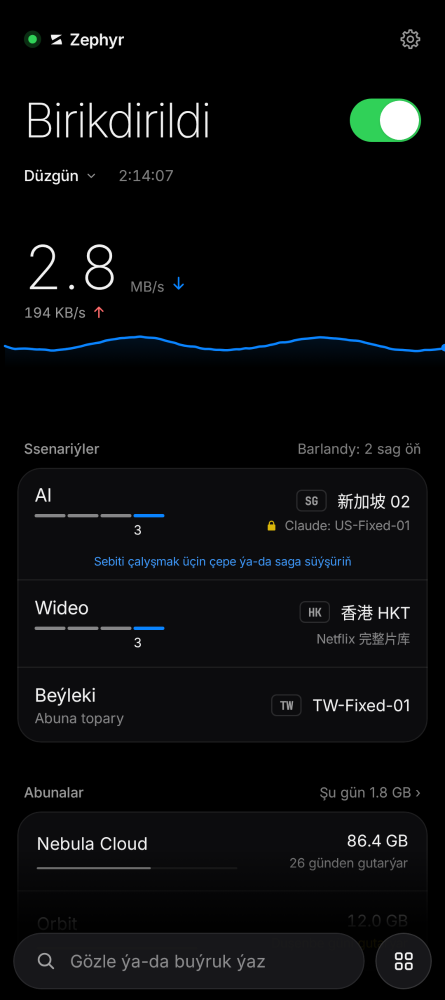 Zephyr
Birikdirildi
Düzgün 2:14:07
2.8 MB/s ↓
194 KB/s ↑
Ssenariýler Barlandy: 2 sag öň
AI SG 新加坡 02
3 Claude: US-Fixed-01
Sebiti çalyşmak üçin çepe ýa-da saga süýşüriň
Wideo HK 香港 HKT
3 Netflix 完整片库
Beýleki TW TW-Fixed-01
Abuna topary
Abunalar Şu gün 1.8 GB ›
Nebula Cloud 86.4 GB
26 günden gutarýar
Orbit 12.0 GB
Gözle ýa-da buýruk ýaz